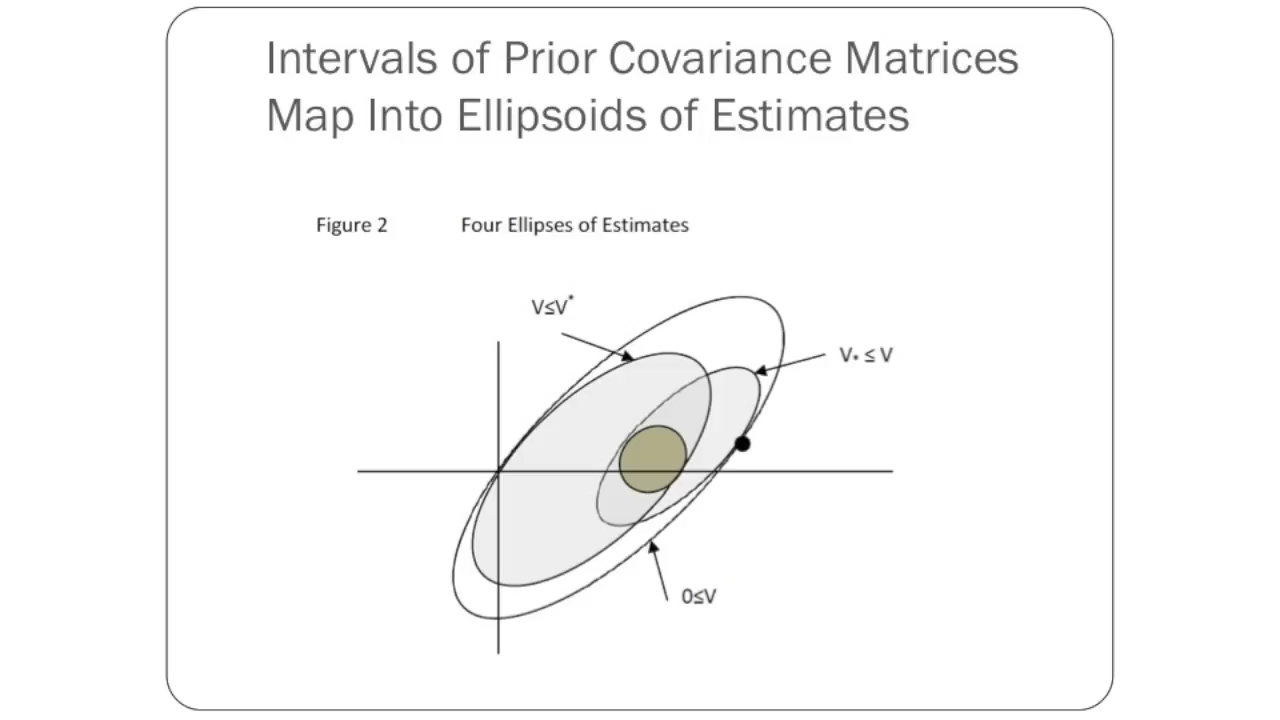 Intervals of Prior Covariance Matrices
Map Into Ellipsoids of Estimates
Figure 2 Four Ellipses of Estimates
V≤V*
V* ≤ V
0≤V